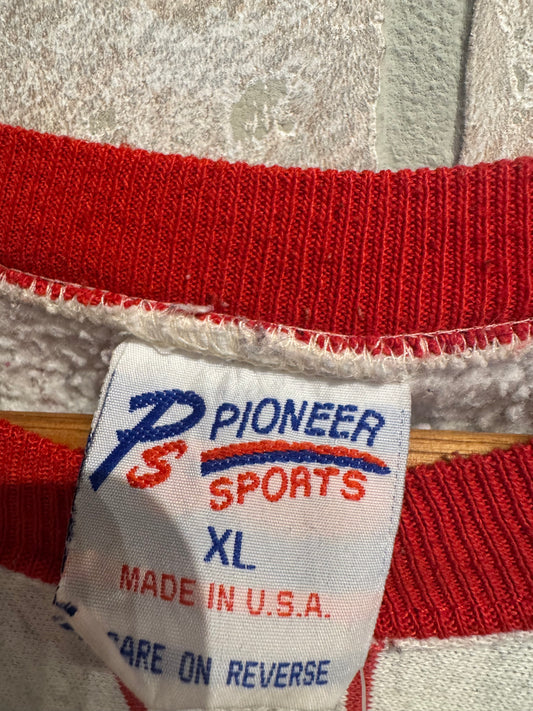 PS PIONEER
SPORTS
XL
MADE IN U.S.A.
CARE ON REVERSE